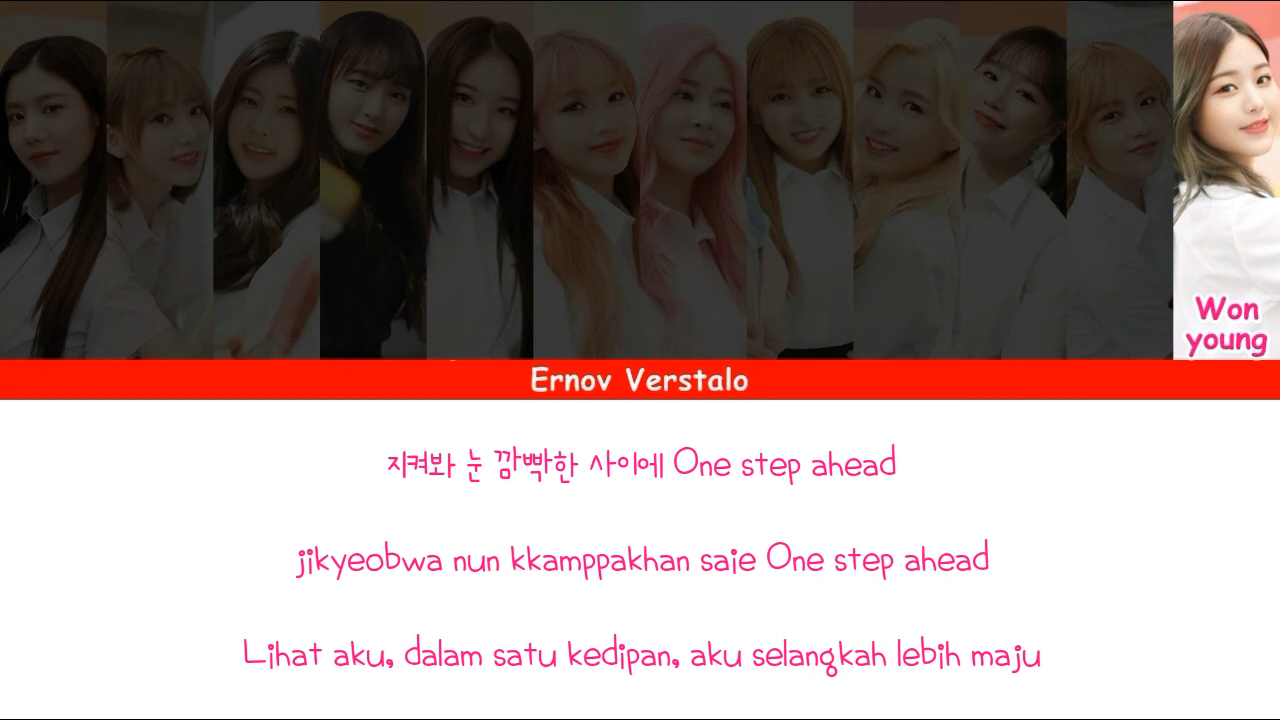 Won
young
Ernov Verstalo
지켜봐 눈 깜빡한 사이에 One step ahead
jikyeobwa nun kkamppakhan saie One step ahead
Lihat aku, dalam satu kedipan, aku selangkah lebih maju